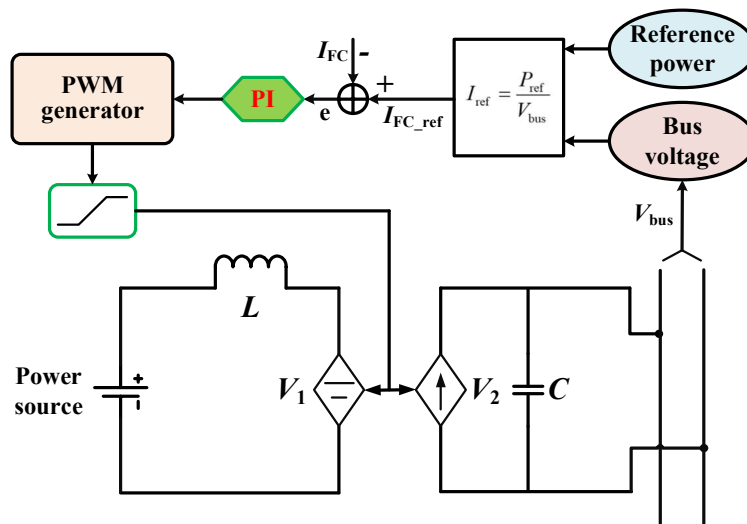 I_FC
-
Reference
power
PWM
generator
PI
+
e
I_FC_ref
I_ref = P_ref / V_bus
Bus
voltage
V_bus
L
Power
source
+
V_1
V_2
C